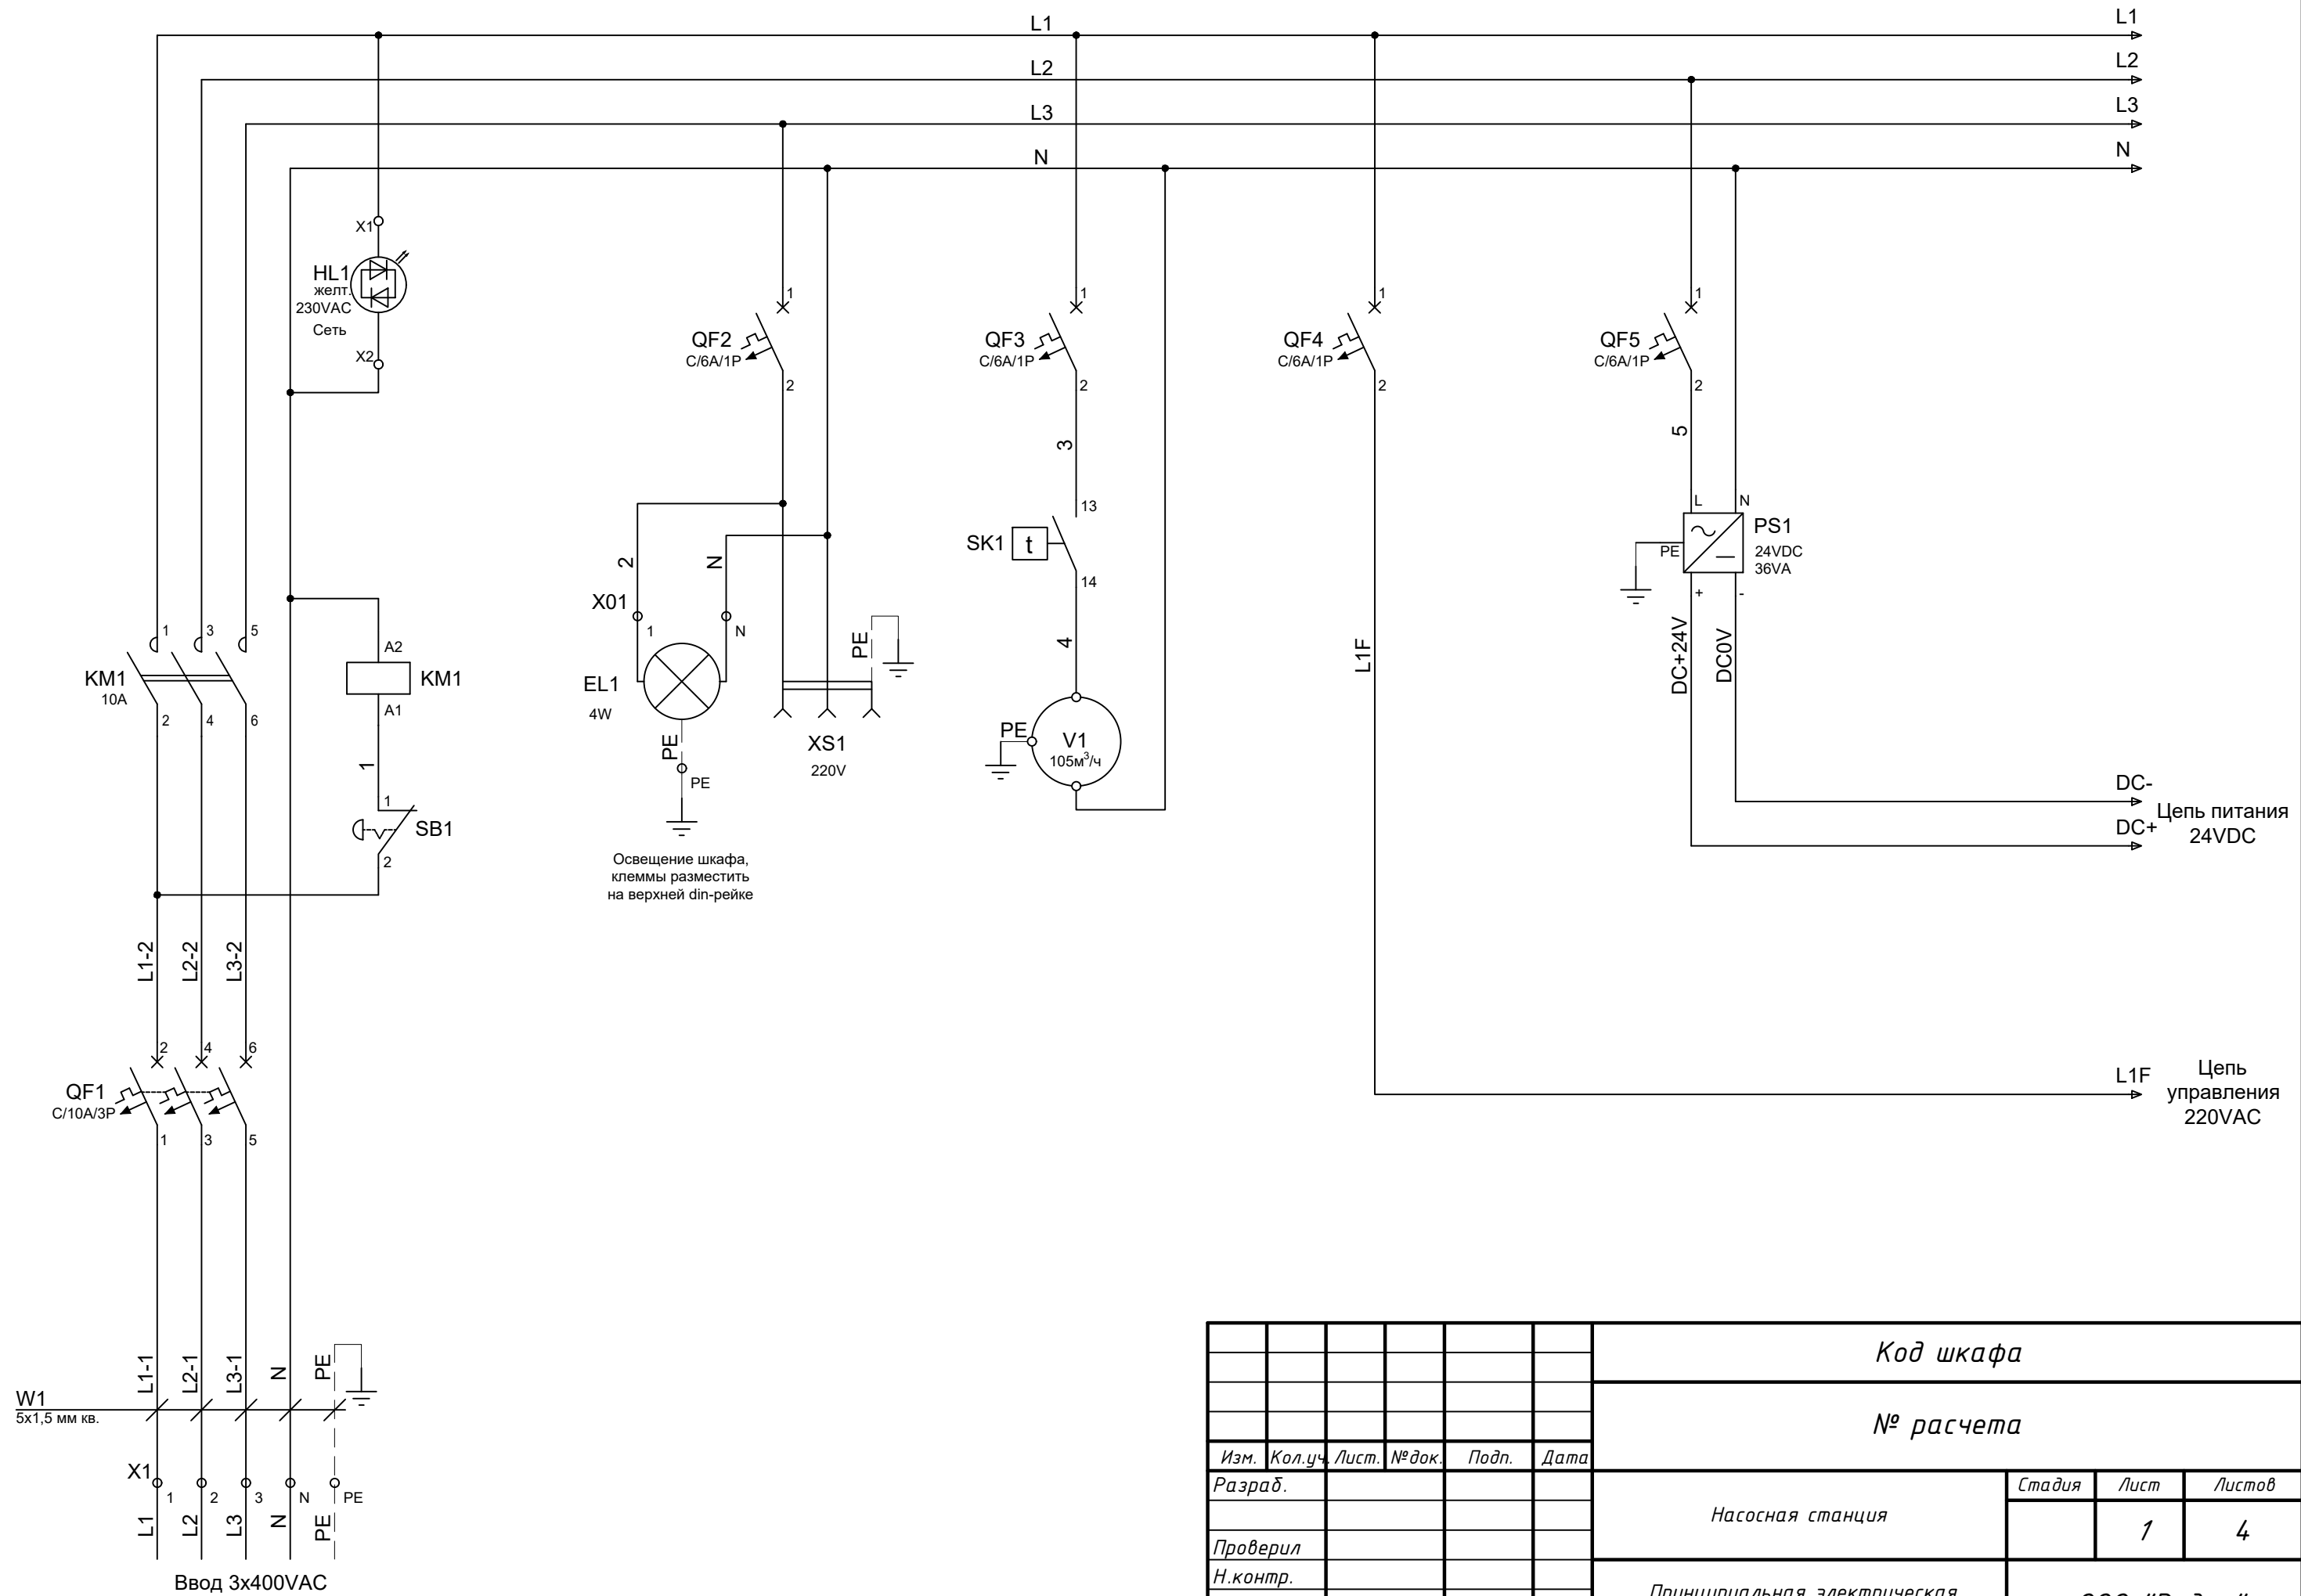 L1
L1
L2
L2
L3
L3
N
N
X1
HL1
желт.
230VAC
Сеть
X2
1
QF2
C/6A/1P
2
1
QF3
C/6A/1P
2
1
QF4
C/6A/1P
2
1
QF5
C/6A/1P
2
3
5
13
SK1
t
14
L
N
PS1
PE
24VDC
36VA
+
-
2
N
X01
1
N
PE
EL1
4W
PE
PE
XS1
220V
4
PE
V1
105м³/ч
L1F
DC+24V
DC0V
1
3
5
KM1
10A
2
4
6
A2
KM1
A1
1
1
SB1
2
DC-
DC+
Цепь питания
24VDC
Освещение шкафа,
клеммы разместить
на верхней din-рейке
L1-2
L2-2
L3-2
2
4
6
QF1
C/10A/3P
1
3
5
L1F
Цепь
управления
220VAC
L1-1
L2-1
L3-1
N
PE
W1
5x1,5 мм кв.
X1
1
2
3
N
PE
L1
L2
L3
N
PE
Ввод 3x400VAC
Код шкафа
№ расчета
Изм.
Кол.уч.
Лист.
№док.
Подп.
Дата
Разраб.
Насосная станция
Стадия
Лист
Листов
1
4
Проверил
Н.контр.
Принципиальная электрическая